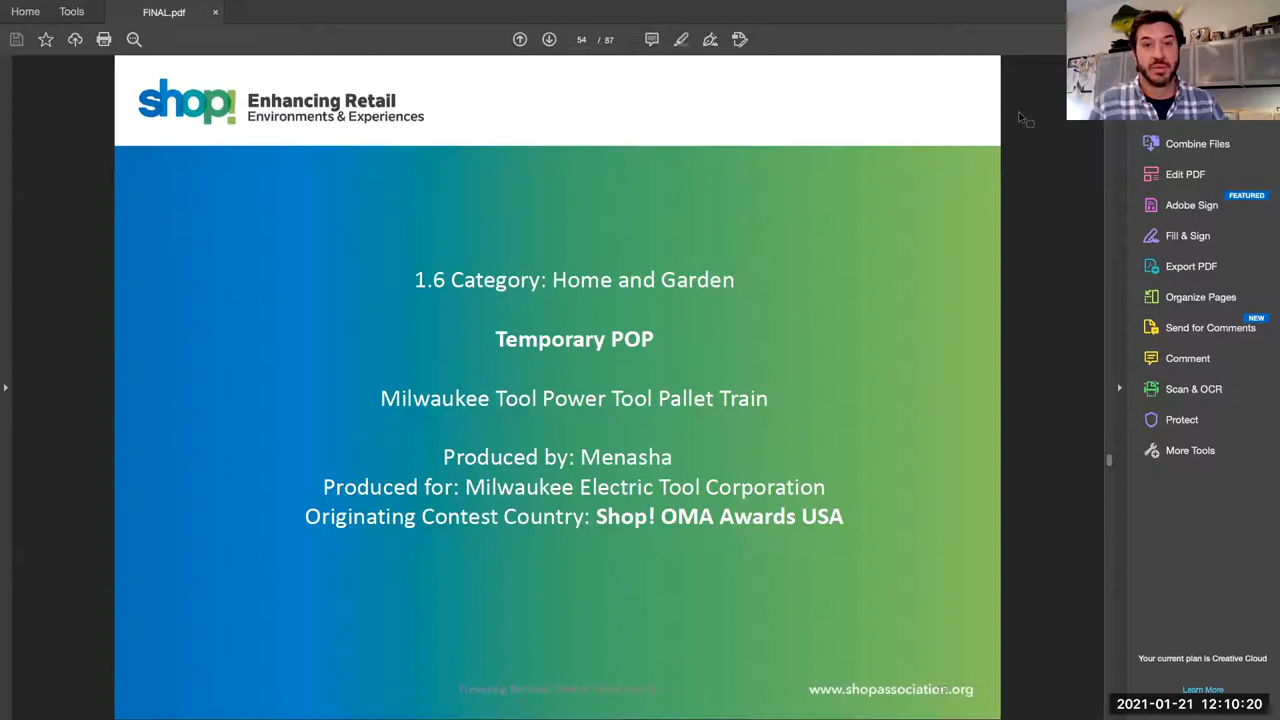 Home
Tools
FINAL.pdf
×
54 / 87
shop!
Enhancing Retail
Environments & Experiences
Combine Files
Edit PDF
FEATURED
Adobe Sign
Fill & Sign
Export PDF
Organize Pages
NEW
Send for Comments
Comment
Scan & OCR
Protect
More Tools
1.6 Category: Home and Garden
Temporary POP
Milwaukee Tool Power Tool Pallet Train
Produced by: Menasha
Produced for: Milwaukee Electric Tool Corporation
Originating Contest Country: Shop! OMA Awards USA
www.shopassociation.org
Your current plan is Creative Cloud
Learn More
2021-01-21 12:10:20